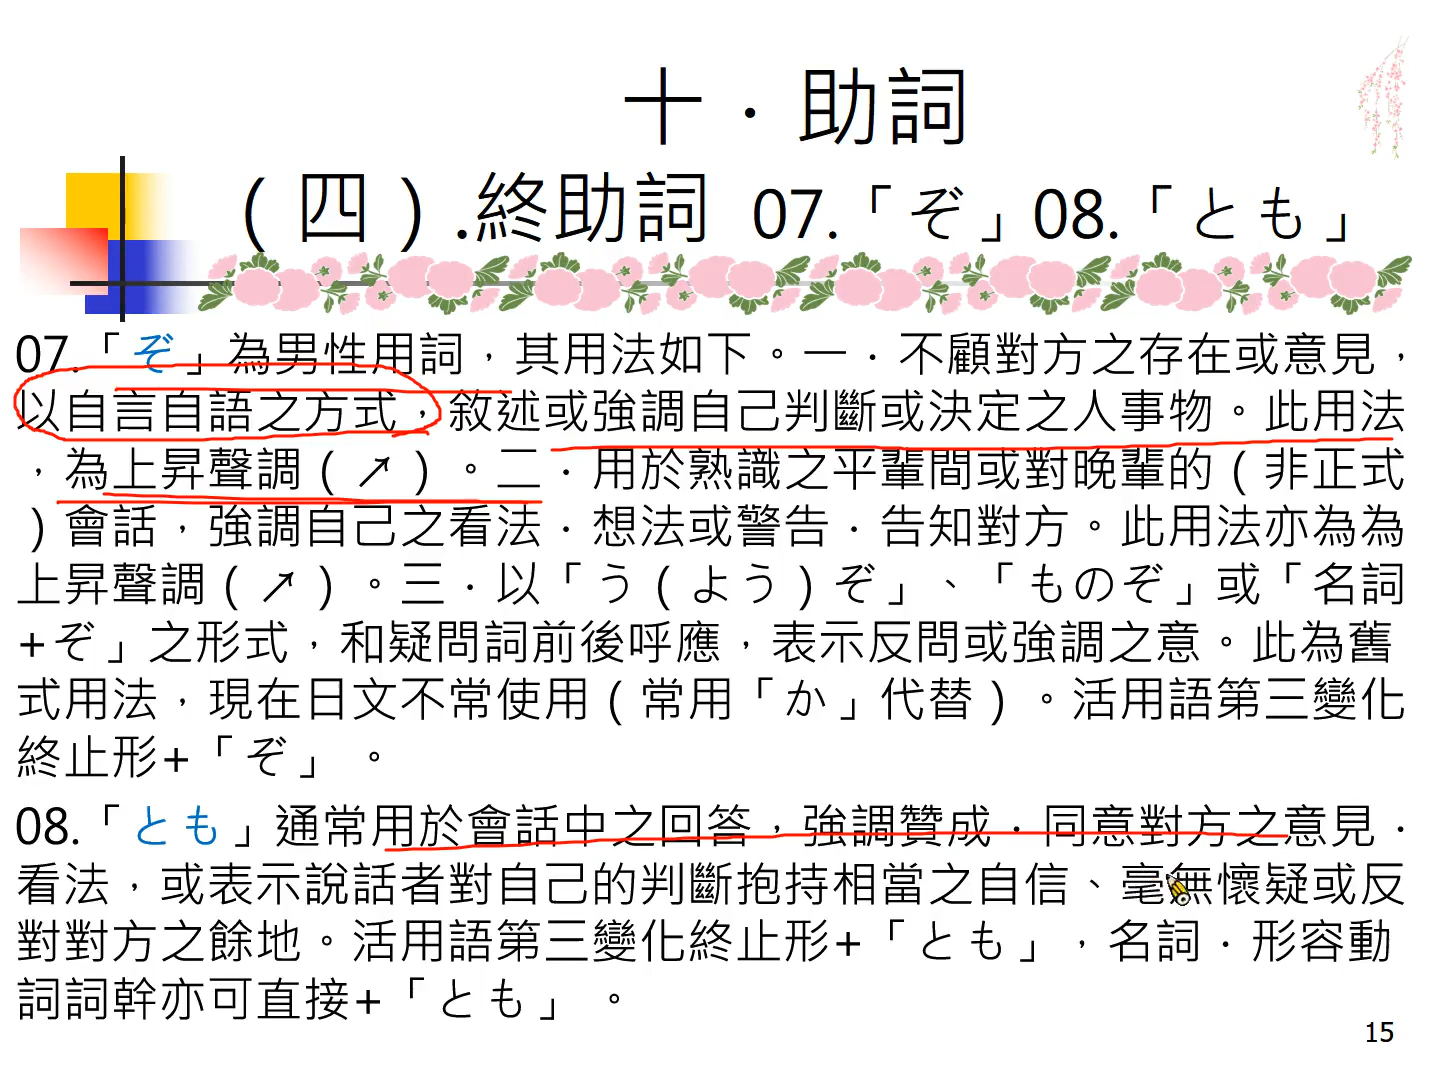 十．助詞
（四）.終助詞 07.「ぞ」08.「とも」
07.「ぞ」為男性用詞，其用法如下。一．不顧對方之存在或意見，
以自言自語之方式，敘述或強調自己判斷或決定之人事物。此用法
，為上昇聲調（↗）。二．用於熟識之平輩間或對晚輩的（非正式
）會話，強調自己之看法．想法或警告．告知對方。此用法亦為為
上昇聲調（↗）。三．以「う（よう）ぞ」、「ものぞ」或「名詞
+ぞ」之形式，和疑問詞前後呼應，表示反問或強調之意。此為舊
式用法，現在日文不常使用（常用「か」代替）。活用語第三變化
終止形+「ぞ」。
08.「とも」通常用於會話中之回答，強調贊成．同意對方之意見．
看法，或表示說話者對自己的判斷抱持相當之自信、毫無懷疑或反
對對方之餘地。活用語第三變化終止形+「とも」，名詞．形容動
詞詞幹亦可直接+「とも」。
15